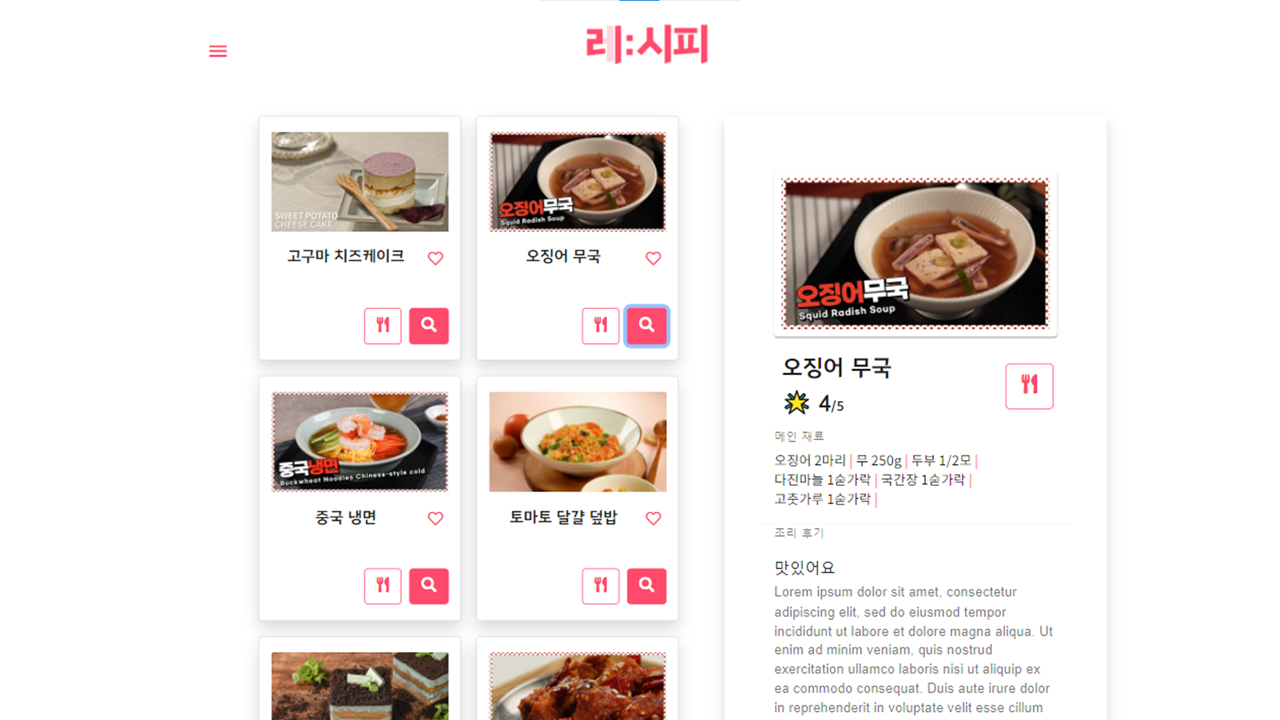 레:시피
SWEET POTATO
CHEESE CAKE
고구마 치즈케이크
오징어무국
Squid Radish Soup
오징어 무국
중국냉면
Buckwheat Noodles Chinese-style cold
중국 냉면
토마토 달걀 덮밥
오징어무국
Squid Radish Soup
오징어 무국
4/5
메인 재료
오징어 2마리 | 무 250g | 두부 1/2모 |
다진마늘 1숟가락 | 국간장 1숟가락 |
고춧가루 1숟가락 |
조리 후기
맛있어요
Lorem ipsum dolor sit amet, consectetur
adipiscing elit, sed do eiusmod tempor
incididunt ut labore et dolore magna aliqua. Ut
enim ad minim veniam, quis nostrud
exercitation ullamco laboris nisi ut aliquip ex
ea commodo consequat. Duis aute irure dolor
in reprehenderit in voluptate velit esse cillum